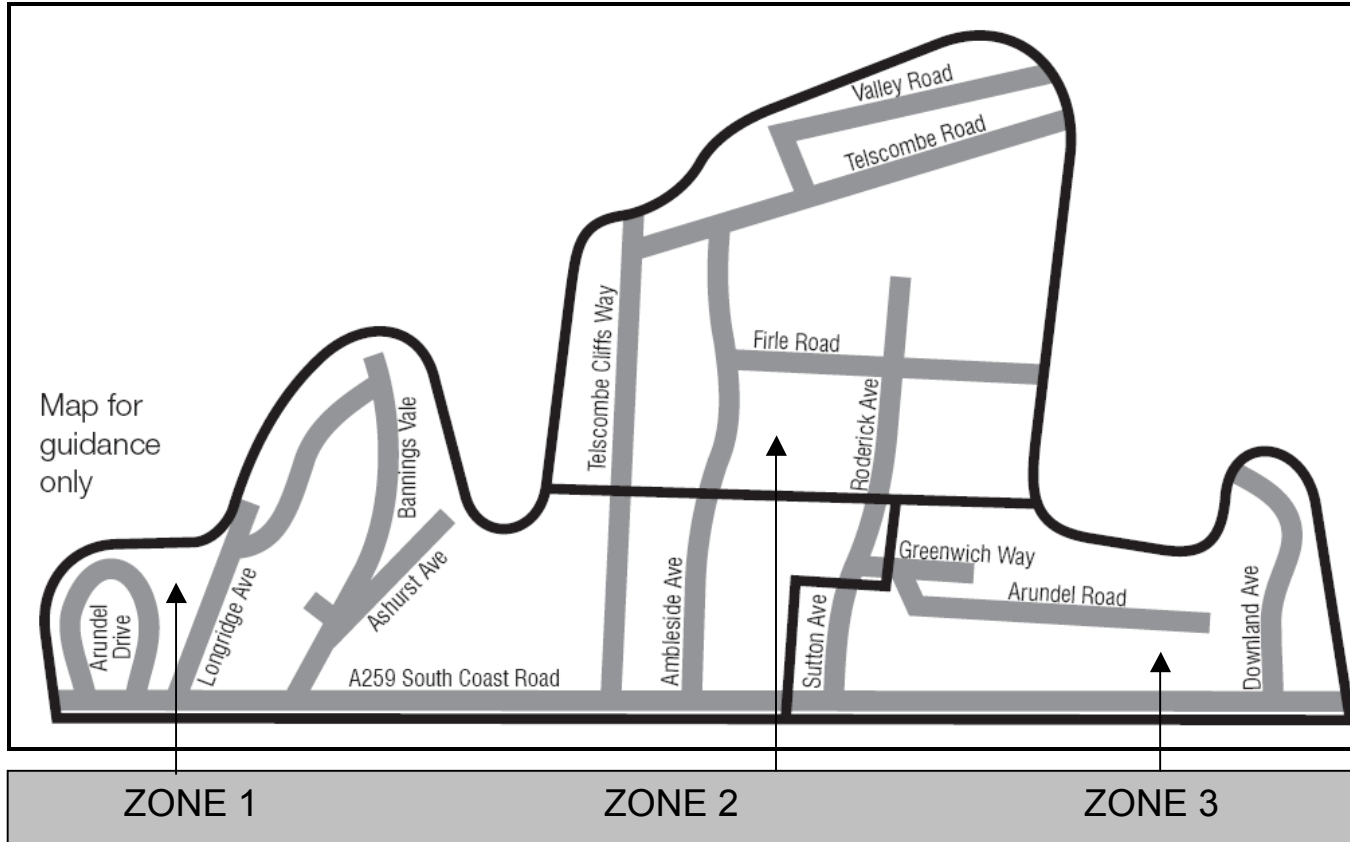 Valley Road
Telscombe Road
Telscombe Cliffs Way
Firle Road
Roderick Ave
Map for
guidance
only
Bannings Vale
Greenwich Way
Ashurst Ave
Ambleside Ave
Arundel Road
Arundel
Drive
Longridge Ave
Sutton Ave
Downland Ave
A259 South Coast Road
ZONE 1
ZONE 2
ZONE 3